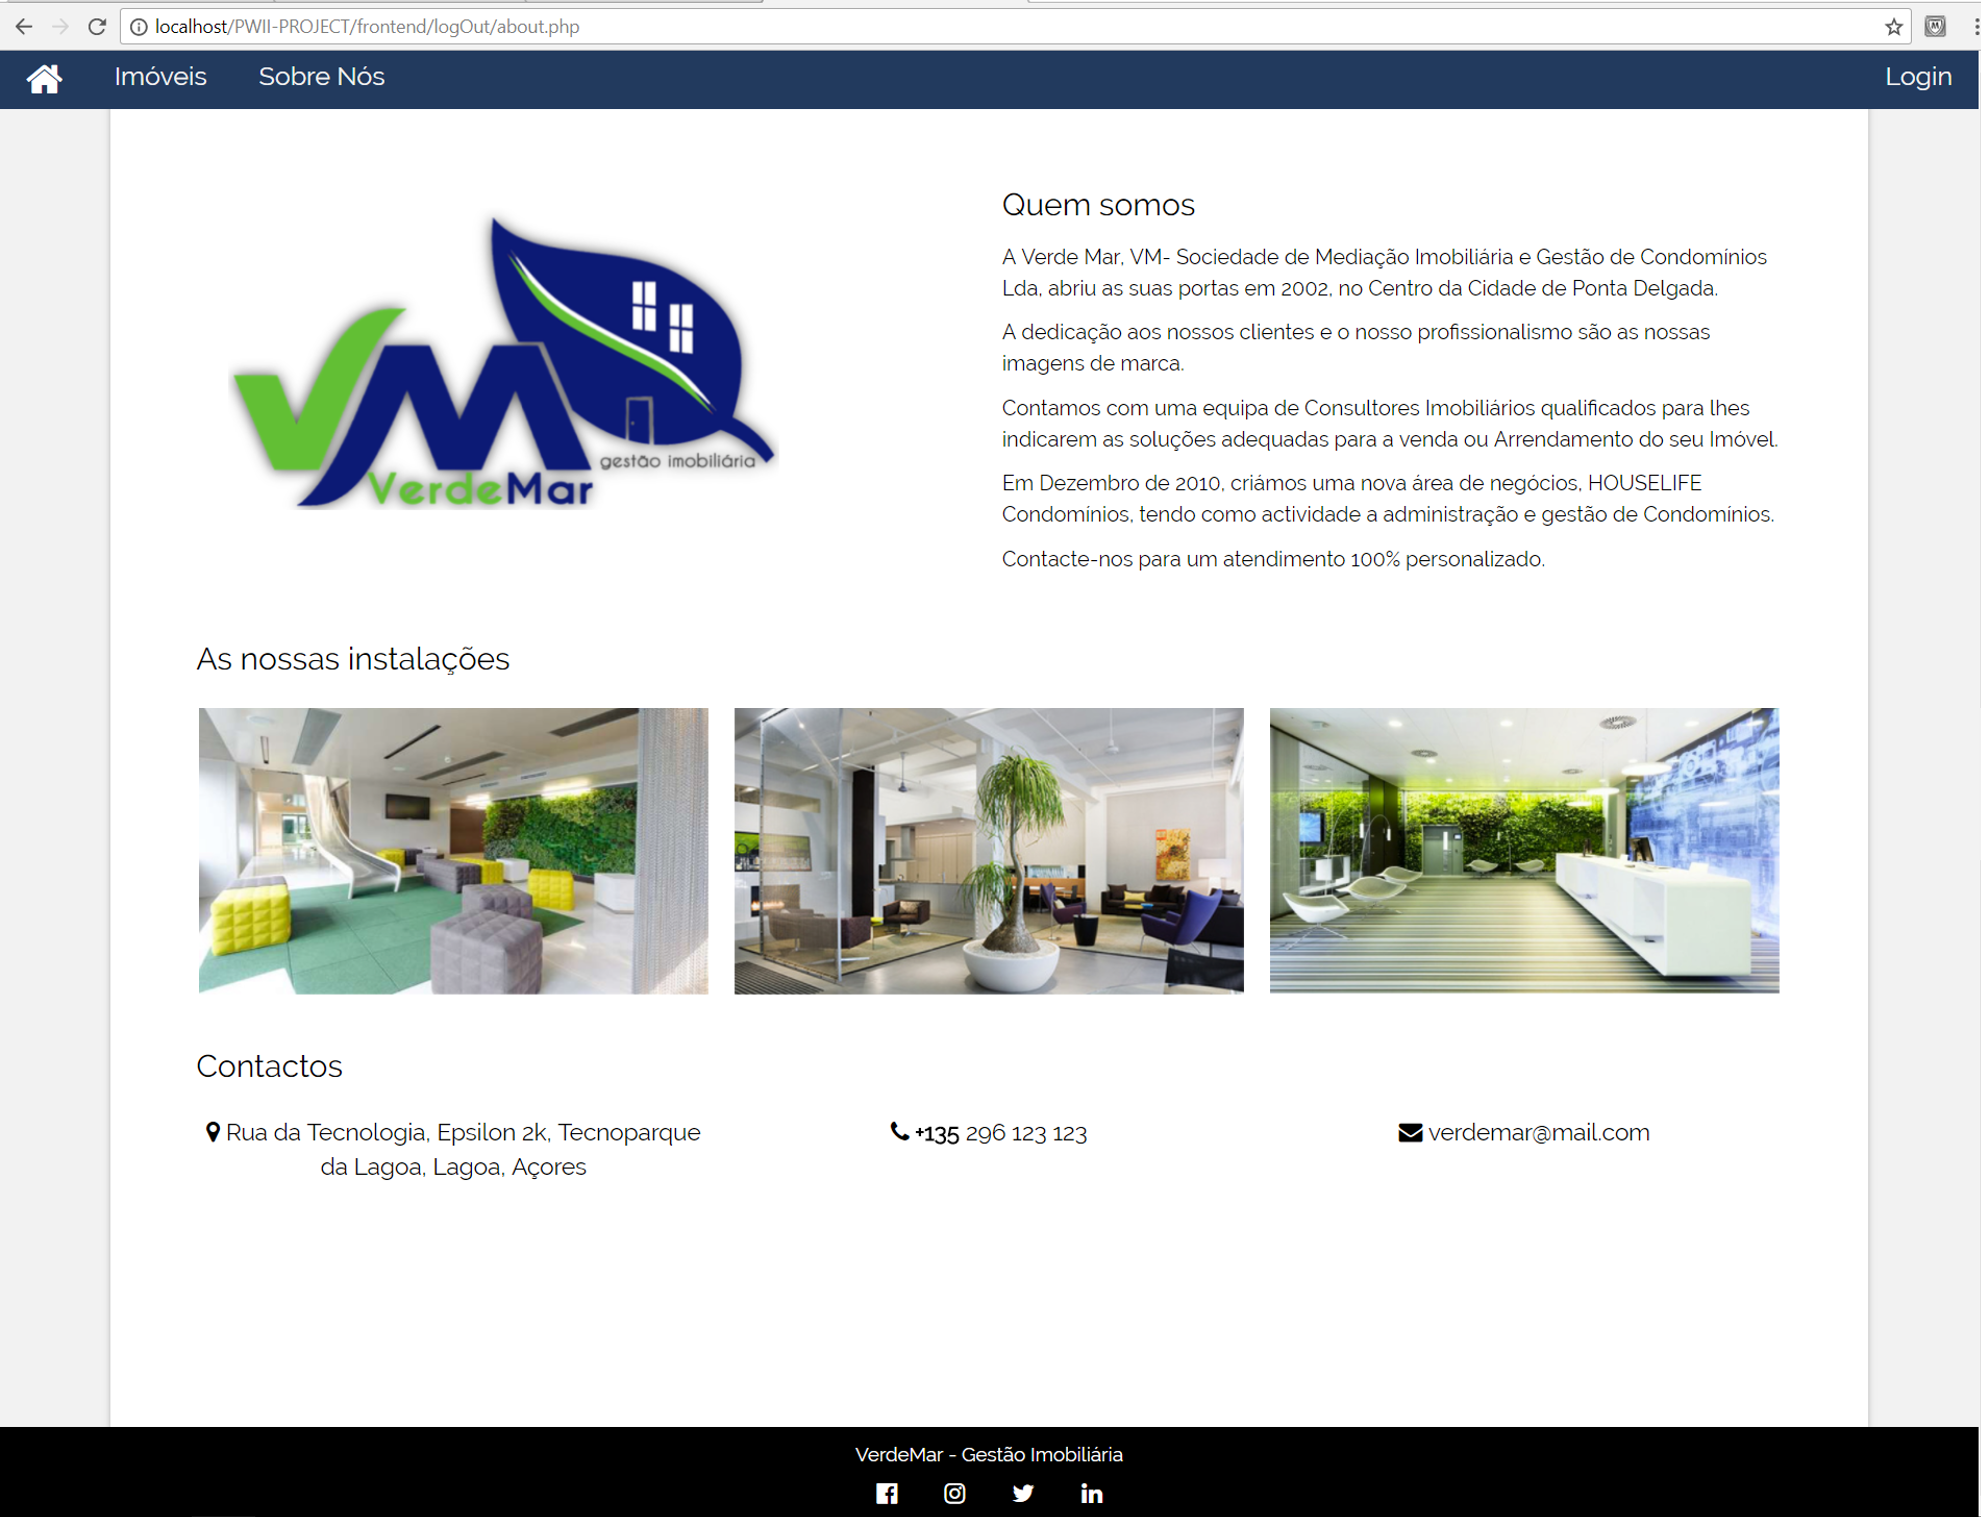 localhost/PWII-PROJECT/frontend/logOut/about.php
Imóveis
Sobre Nós
Login
VM
VerdeMar
gestão imobiliária
Quem somos
A Verde Mar, VM- Sociedade de Mediação Imobiliária e Gestão de Condomínios
Lda, abriu as suas portas em 2002, no Centro da Cidade de Ponta Delgada.
A dedicação aos nossos clientes e o nosso profissionalismo são as nossas
imagens de marca.
Contamos com uma equipa de Consultores Imobiliários qualificados para lhes
indicarem as soluções adequadas para a venda ou Arrendamento do seu Imóvel.
Em Dezembro de 2010, criámos uma nova área de negócios, HOUSELIFE
Condomínios, tendo como actividade a administração e gestão de Condomínios.
Contacte-nos para um atendimento 100% personalizado.
As nossas instalações
Contactos
Rua da Tecnologia, Epsilon 2k, Tecnoparque
da Lagoa, Lagoa, Açores
+135 296 123 123
verdemar@mail.com
VerdeMar - Gestão Imobiliária